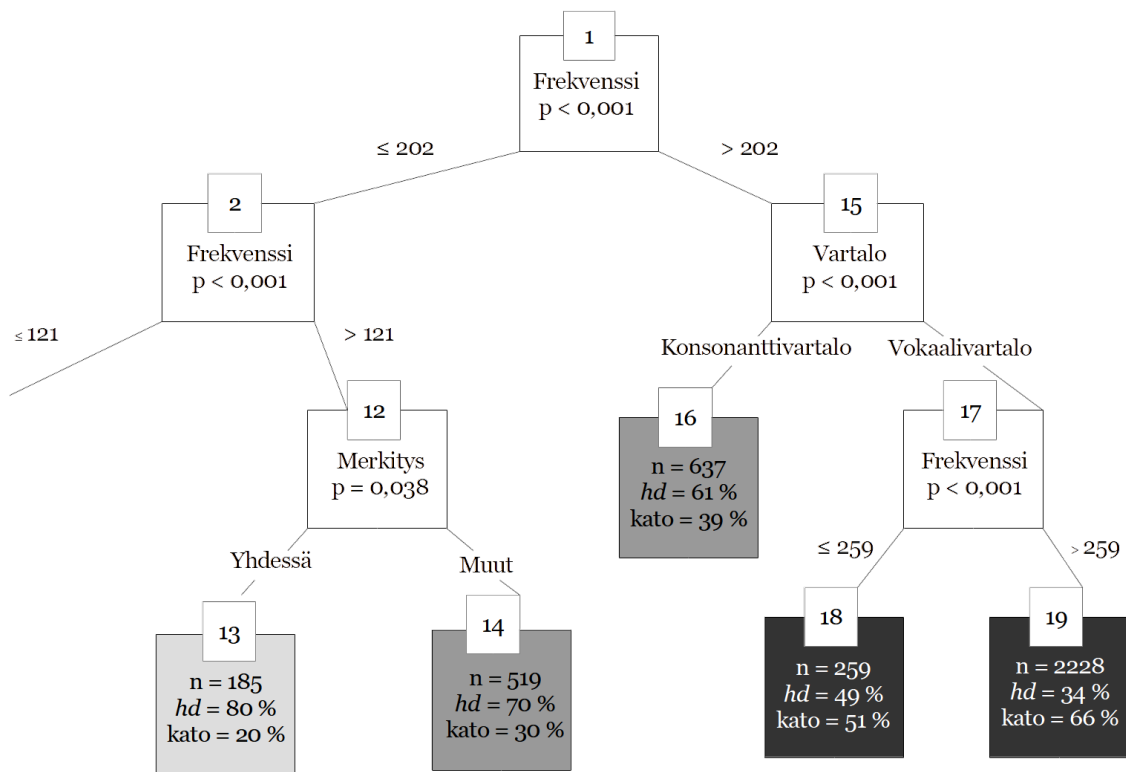 1
Frekvenssi
p < 0,001
≤ 202
> 202
2
Frekvenssi
p < 0,001
15
Vartalo
p < 0,001
≤ 121
> 121
Konsonanttivartalo
Vokaalivartalo
12
Merkitys
p = 0,038
16
n = 637
hd = 61 %
kato = 39 %
17
Frekvenssi
p < 0,001
Yhdessä
Muut
≤ 259
> 259
13
n = 185
hd = 80 %
kato = 20 %
14
n = 519
hd = 70 %
kato = 30 %
18
n = 259
hd = 49 %
kato = 51 %
19
n = 2228
hd = 34 %
kato = 66 %